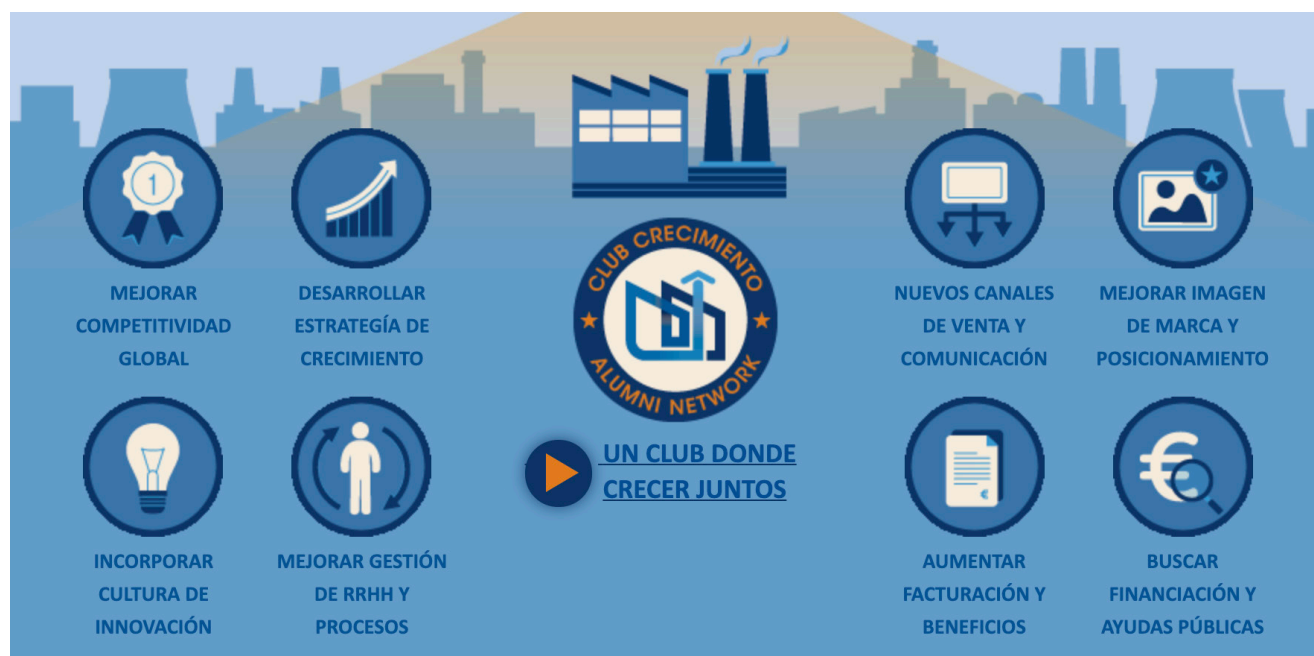 1
MEJORAR
COMPETITIVIDAD
GLOBAL
DESARROLLAR
ESTRATEGÍA DE
CRECIMIENTO
CLUB CRECIMIENTO
ALUMNI NETWORK
NUEVOS CANALES
DE VENTA Y
COMUNICACIÓN
MEJORAR IMAGEN
DE MARCA Y
POSICIONAMIENTO
INCORPORAR
CULTURA DE
INNOVACIÓN
MEJORAR GESTIÓN
DE RRHH Y
PROCESOS
UN CLUB DONDE
CRECER JUNTOS
€
AUMENTAR
FACTURACIÓN Y
BENEFICIOS
€
BUSCAR
FINANCIACIÓN Y
AYUDAS PÚBLICAS